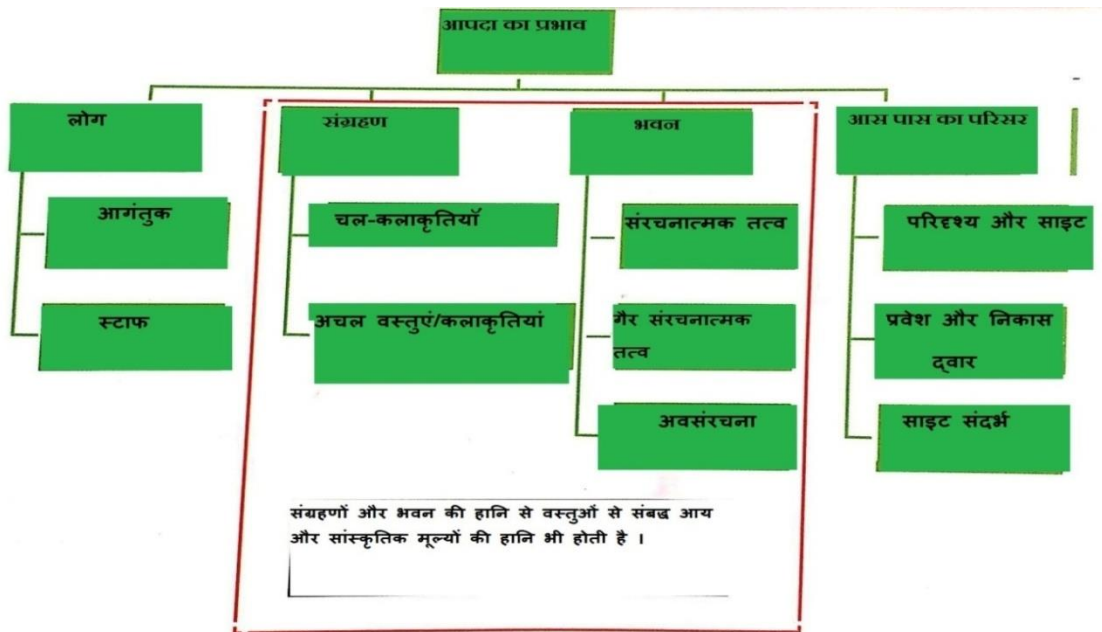 आपदा का प्रभाव
लोग
आगंतुक
स्टाफ
संग्रहण
चल-कलाकृतियाँ
अचल वस्तुएं/कलाकृतियां
भवन
संरचनात्मक तत्व
गैर संरचनात्मक
तत्व
अवसंरचना
आस पास का परिसर
परिदृश्य और साइट
प्रवेश और निकास
द्वार
साइट संदर्भ
संग्रहणों और भवन की हानि से वस्तुओं से संबद्ध आय
और सांस्कृतिक मूल्यों की हानि भी होती है ।